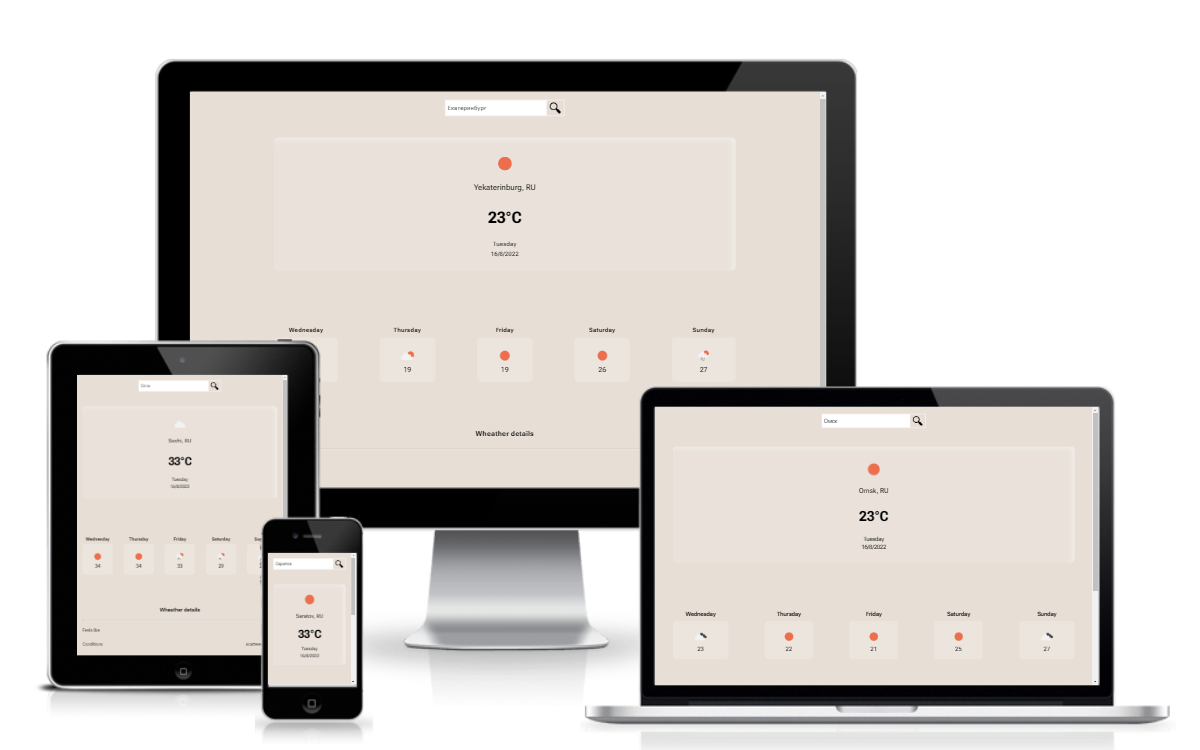 Екатеринбург
Yekaterinburg, RU
23°C
Tuesday
16/8/2022
Wednesday Thursday Friday Saturday Sunday
19 19 26 27
Wheather details
Sochi, RU
33°C
Tuesday
16/8/2022
Wednesday Thursday Friday Saturday
34 34 33 29
Wheather details
Feels like
Conditions
Саратов
Saratov, RU
33°C
Tuesday
16/8/2022
Омск
Omsk, RU
23°C
Tuesday
16/8/2022
Wednesday Thursday Friday Saturday Sunday
23 22 21 25 27